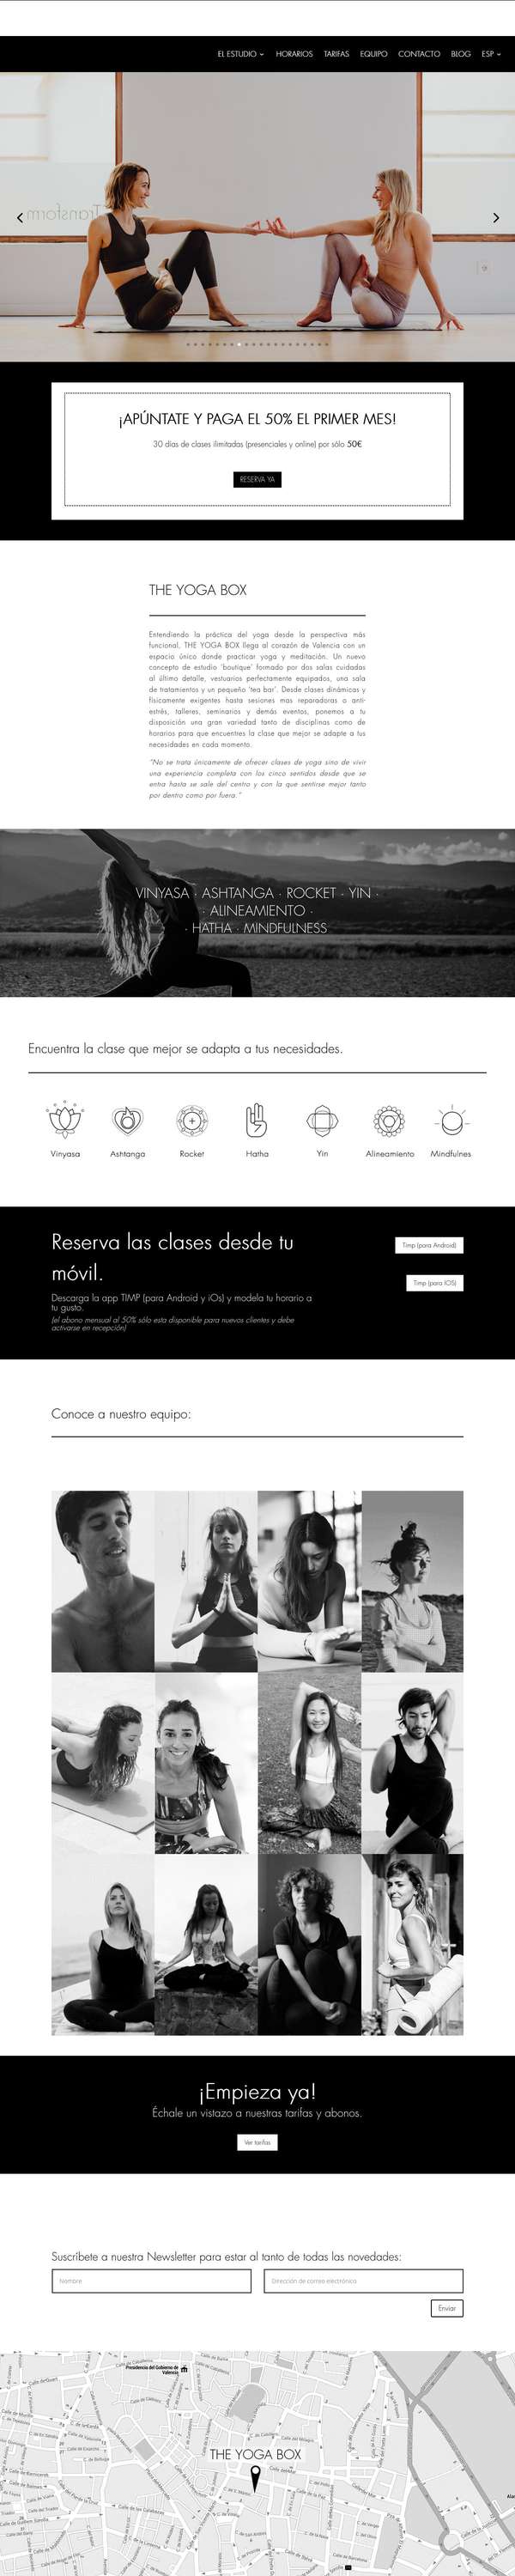 EL ESTUDIO HORARIOS TARIFAS EQUIPO CONTACTO BLOG ESP
Transform
¡APÚNTATE Y PAGA EL 50% EL PRIMER MES!
30 días de clases ilimitadas (presenciales y online) por sólo 50€
RESERVA YA
THE YOGA BOX
Entendiendo la práctica del yoga desde la perspectiva más
funcional, THE YOGA BOX llega al corazón de Valencia con un
espacio único donde practicar yoga y meditación. Un nuevo
concepto de estudio 'boutique' formado por dos salas cuidadas
al último detalle, vestuarios perfectamente equipados, una sala
de tratamientos y un pequeño 'tea bar'. Desde clases dinámicas y
físicamente exigentes hasta sesiones mas reparadoras o anti-
estrés, talleres, seminarios y demás eventos, ponemos a tu
disposición una gran variedad tanto de disciplinas como de
horarios para que encuentres la clase que mejor se adapte a tus
necesidades en cada momento.
"No se trata únicamente de ofrecer clases de yoga sino de vivir
una experiencia completa con los cinco sentidos desde que se
entra hasta se sale del centro y con la que sentirse mejor tanto
por dentro como por fuera."
VINYASA · ASHTANGA · ROCKET · YIN ·
· ALINEAMIENTO ·
· HATHA · MINDFULNESS
Encuentra la clase que mejor se adapta a tus necesidades.
Vinyasa Ashtanga Rocket Hatha Yin Alineamiento Mindfulnes
Reserva las clases desde tu
móvil.
Descarga la app TIMP (para Android y iOs) y modela tu horario a
tu gusto.
(el abono mensual al 50% sólo esta disponible para nuevos clientes y debe
activarse en recepción)
Timp (para Android)
Timp (para IOS)
Conoce a nuestro equipo:
¡Empieza ya!
Échale un vistazo a nuestras tarifas y abonos.
Ver tarifas
Suscríbete a nuestra Newsletter para estar al tanto de todas las novedades:
Nombre
Dirección de correo electrónico
Enviar
Presidencia del Gobierno de
Valencia
THE YOGA BOX